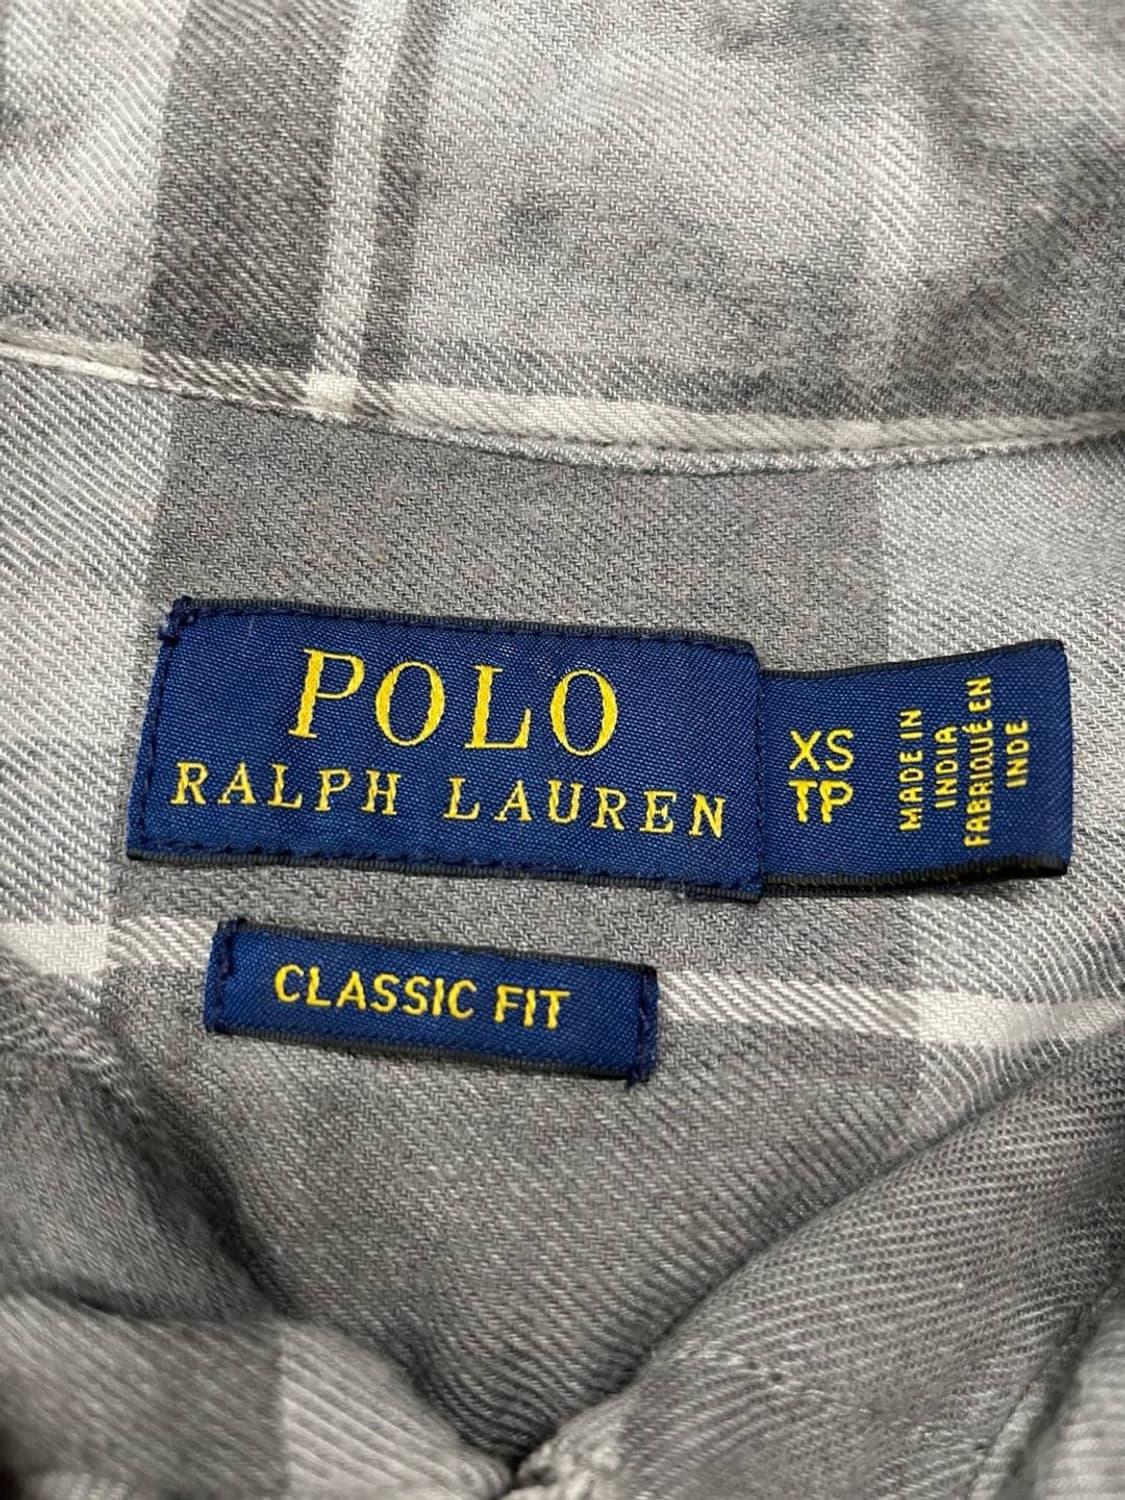 POLO
RALPH LAUREN
XS
TP
MADE IN
INDIA
FABRIQUÉ EN
INDE
CLASSIC FIT